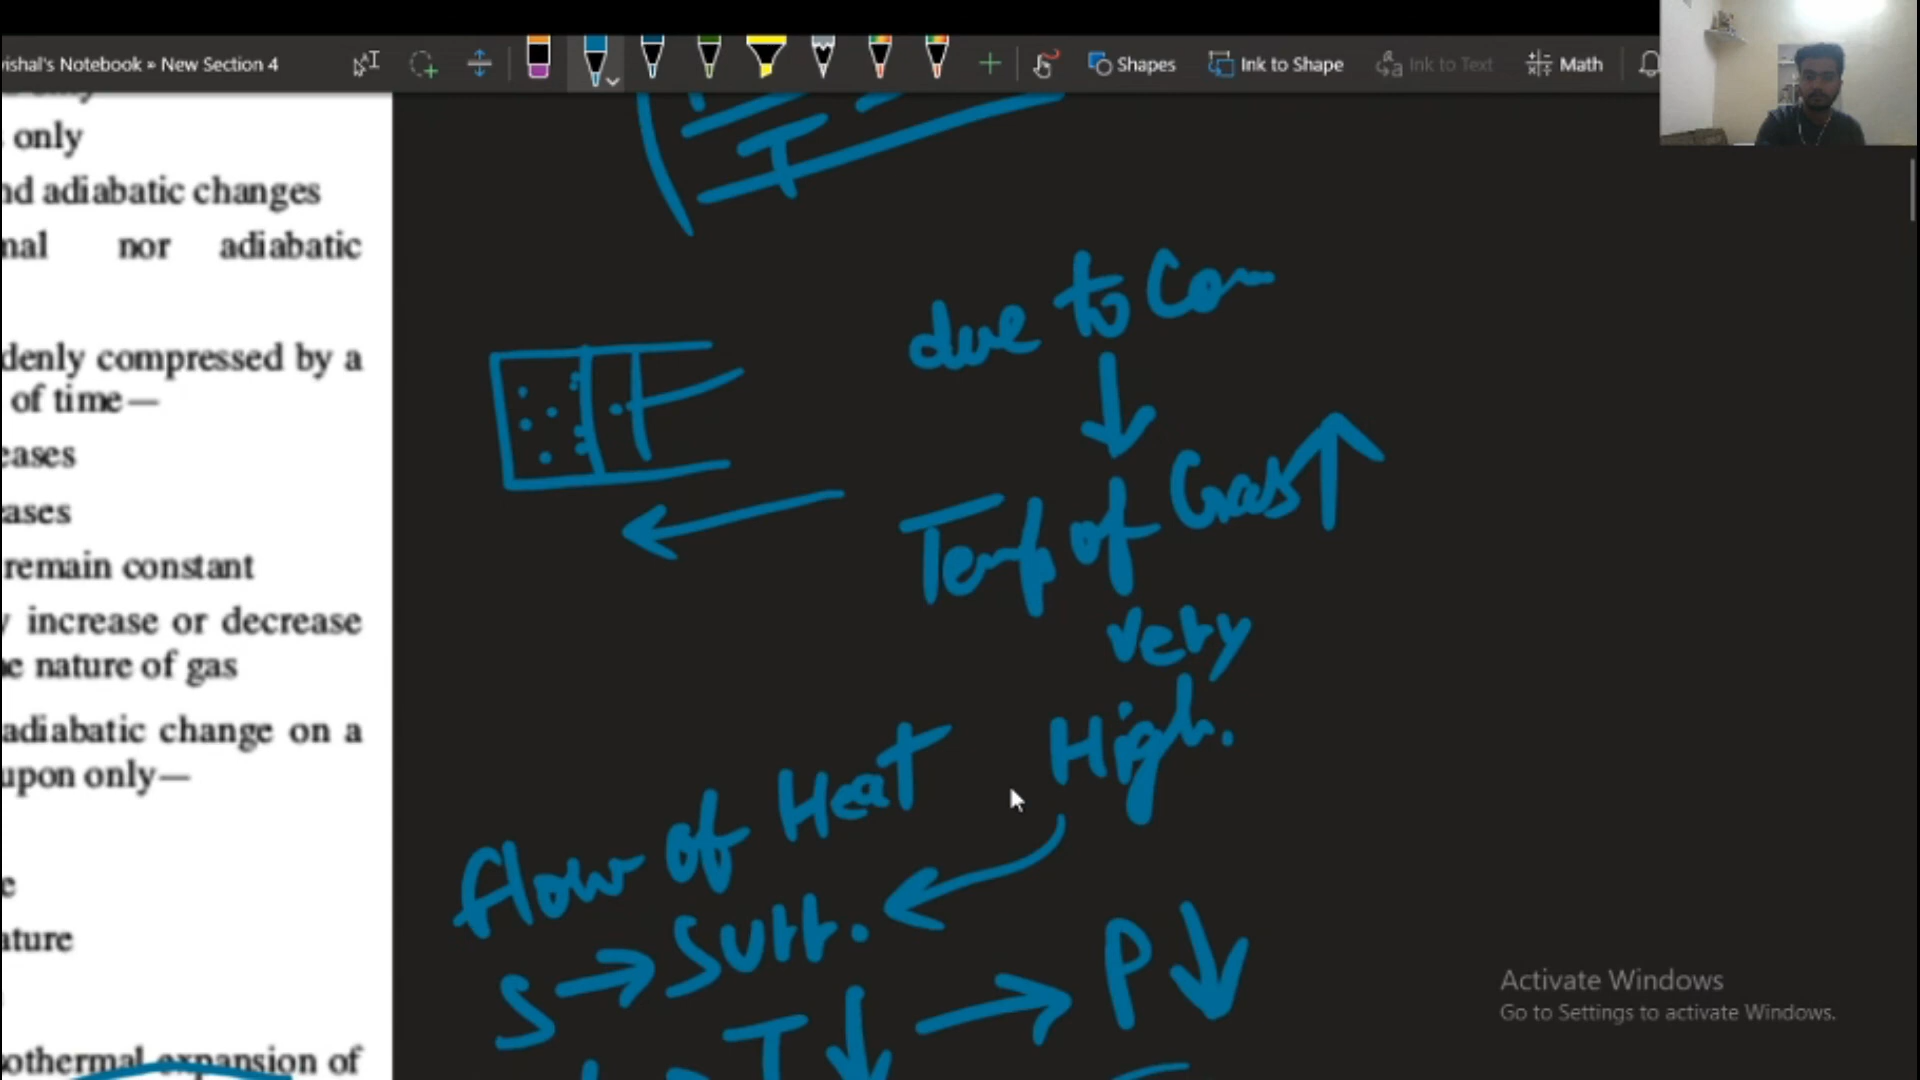 vishal's Notebook » New Section 4
Shapes
Ink to Shape
Ink to Text
Math
only
only
nd adiabatic changes
nal nor adiabatic
denly compressed by a
of time—
eases
ases
remain constant
y increase or decrease
e nature of gas
adiabatic change on a
upon only—
e
ature
othermal expansion of
due to Com
Temp of Gas ↑
very
High.
flow of Heat
S → Surr.
T ↓ → P ↓
Activate Windows
Go to Settings to activate Windows.